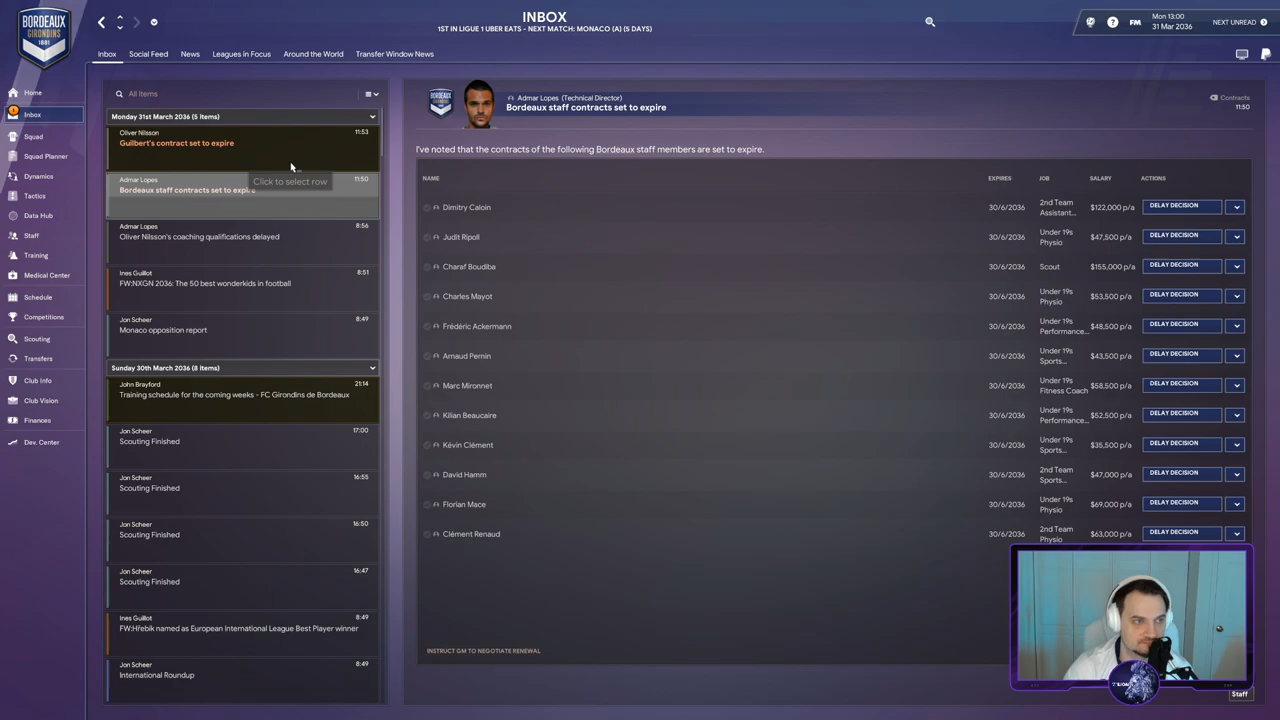 BORDEAUX
GIRONDINS
1881
INBOX
1ST IN LIGUE 1 UBER EATS - NEXT MATCH: MONACO (A) (5 DAYS)
FM
Mon 13:00
31 Mar 2036
NEXT UNREAD
Inbox
Social Feed
News
Leagues in Focus
Around the World
Transfer Window News
Home
Inbox
Squad
Squad Planner
Dynamics
Tactics
Data Hub
Staff
Training
Medical Center
Schedule
Competitions
Scouting
Transfers
Club Info
Club Vision
Finances
Dev. Center
All Items
Monday 31st March 2036 (5 Items)
Oliver Nilsson 11:53
Guilbert's contract set to expire
Admar Lopes 11:50
Bordeaux staff contracts set to expire
Click to select row
Admar Lopes 8:56
Oliver Nilsson's coaching qualifications delayed
Ines Guillot 8:51
FW:NXGN 2036: The 50 best wonderkids in football
Jon Scheer 8:49
Monaco opposition report
Sunday 30th March 2036 (8 Items)
John Brayford 21:14
Training schedule for the coming weeks - FC Girondins de Bordeaux
Jon Scheer 17:00
Scouting Finished
Jon Scheer 16:55
Scouting Finished
Jon Scheer 16:50
Scouting Finished
Jon Scheer 16:47
Scouting Finished
Ines Guillot 8:49
FW:Hřebík named as European International League Best Player winner
Jon Scheer 8:49
International Roundup
Admar Lopes (Technical Director)
Bordeaux staff contracts set to expire
Contracts
11:50
I've noted that the contracts of the following Bordeaux staff members are set to expire.
NAME EXPIRES JOB SALARY ACTIONS
Dimitry Caloin 30/6/2036 2nd Team Assistant... $122,000 p/a DELAY DECISION
Judit Ripoll 30/6/2036 Under 19s Physio $47,500 p/a DELAY DECISION
Charaf Boudiba 30/6/2036 Scout $155,000 p/a DELAY DECISION
Charles Mayot 30/6/2036 Under 19s Physio $53,500 p/a DELAY DECISION
Frédéric Ackermann 30/6/2036 Under 19s Performance... $48,500 p/a DELAY DECISION
Arnaud Pernin 30/6/2036 Under 19s Sports... $43,500 p/a DELAY DECISION
Marc Mironnet 30/6/2036 Under 19s Fitness Coach $58,500 p/a DELAY DECISION
Kilian Beaucaire 30/6/2036 Under 19s Performance... $52,500 p/a DELAY DECISION
Kévin Clément 30/6/2036 Under 19s Sports... $35,500 p/a DELAY DECISION
David Hamm 30/6/2036 2nd Team Sports... $47,000 p/a DELAY DECISION
Florian Mace 30/6/2036 Under 19s Physio $69,000 p/a DELAY DECISION
Clément Renaud 30/6/2036 2nd Team Physio $63,000 p/a DELAY DECISION
INSTRUCT GM TO NEGOTIATE RENEWAL
Staff